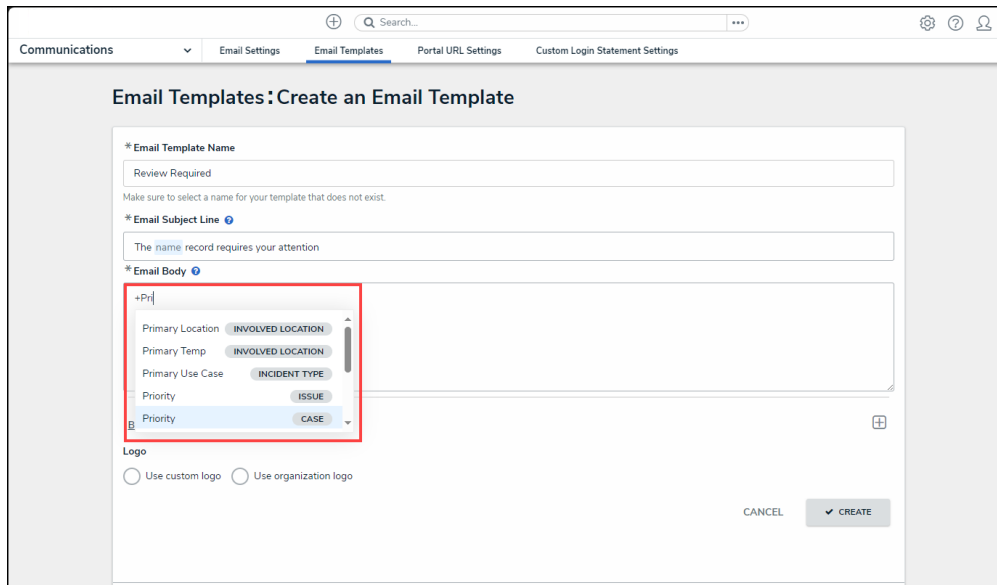 Search...
Communications Email Settings Email Templates Portal URL Settings Custom Login Statement Settings
Email Templates: Create an Email Template
* Email Template Name
Review Required
Make sure to select a name for your template that does not exist.
* Email Subject Line ?
The name record requires your attention
* Email Body ?
+Pri
Primary Location INVOLVED LOCATION
Primary Temp INVOLVED LOCATION
Primary Use Case INCIDENT TYPE
Priority ISSUE
Priority CASE
B
Logo
Use custom logo Use organization logo
CANCEL CREATE